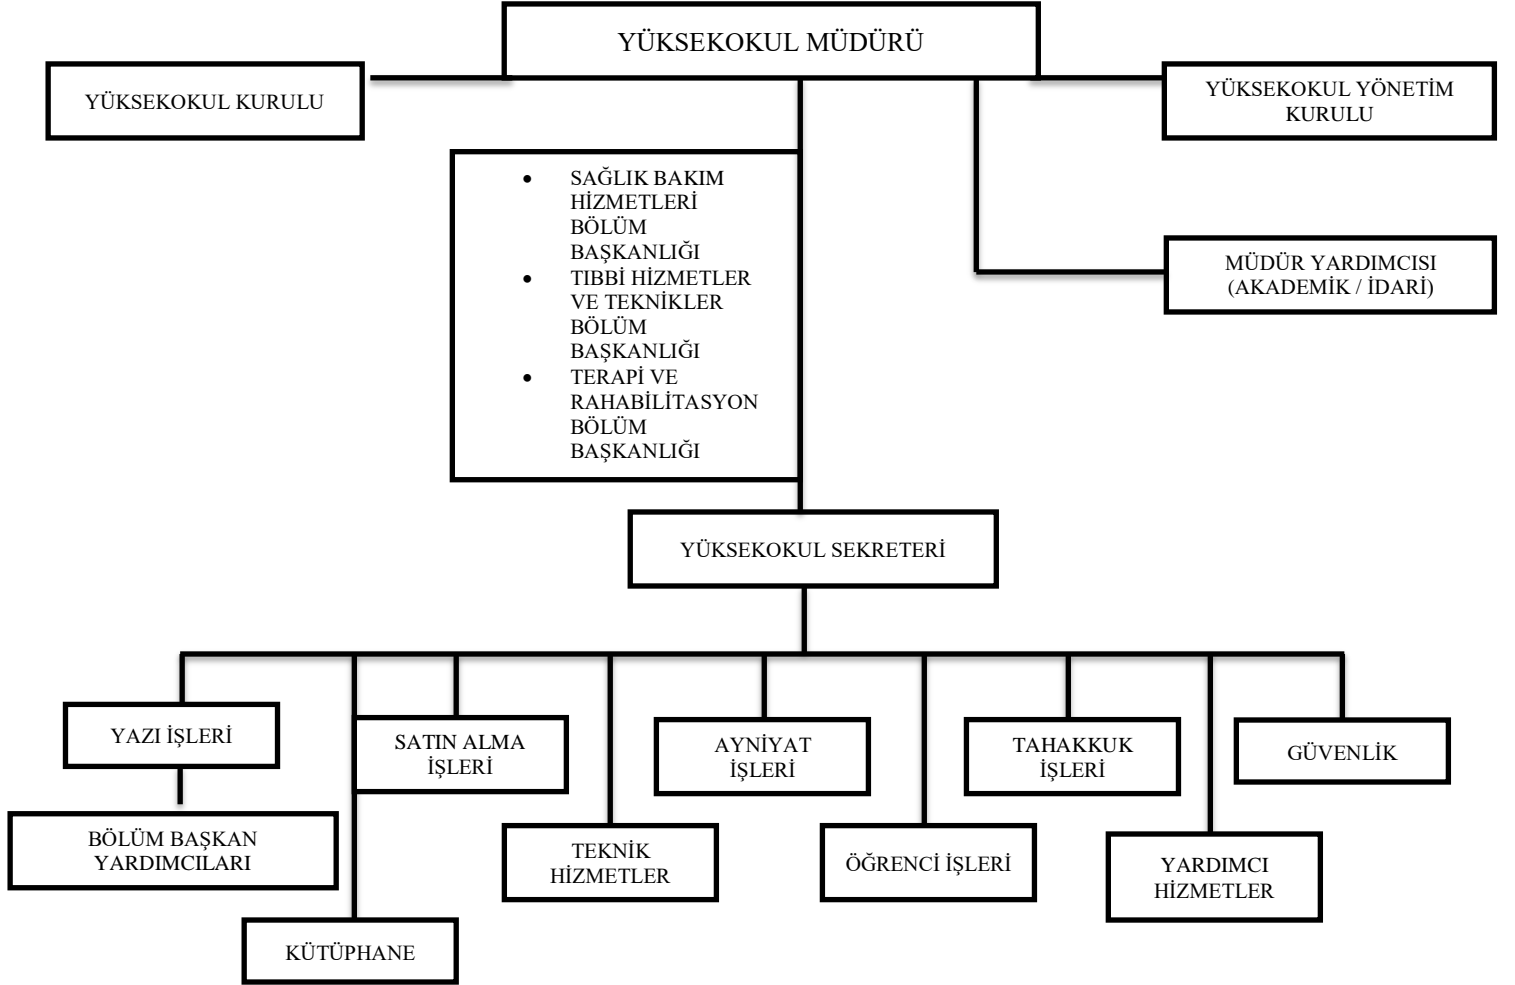 YÜKSEKOKUL MÜDÜRÜ
YÜKSEKOKUL KURULU
YÜKSEKOKUL YÖNETİM
KURULU
• SAĞLIK BAKIM
HİZMETLERİ
BÖLÜM
BAŞKANLIĞI
• TIBBİ HİZMETLER
VE TEKNİKLER
BÖLÜM
BAŞKANLIĞI
• TERAPİ VE
RAHABİLİTASYON
BÖLÜM
BAŞKANLIĞI
MÜDÜR YARDIMCISI
(AKADEMİK / İDARİ)
YÜKSEKOKUL SEKRETERİ
YAZI İŞLERİ
SATIN ALMA
İŞLERİ
AYNİYAT
İŞLERİ
TAHAKKUK
İŞLERİ
GÜVENLİK
BÖLÜM BAŞKAN
YARDIMCILARI
TEKNİK
HİZMETLER
ÖĞRENCİ İŞLERİ
YARDIMCI
HİZMETLER
KÜTÜPHANE